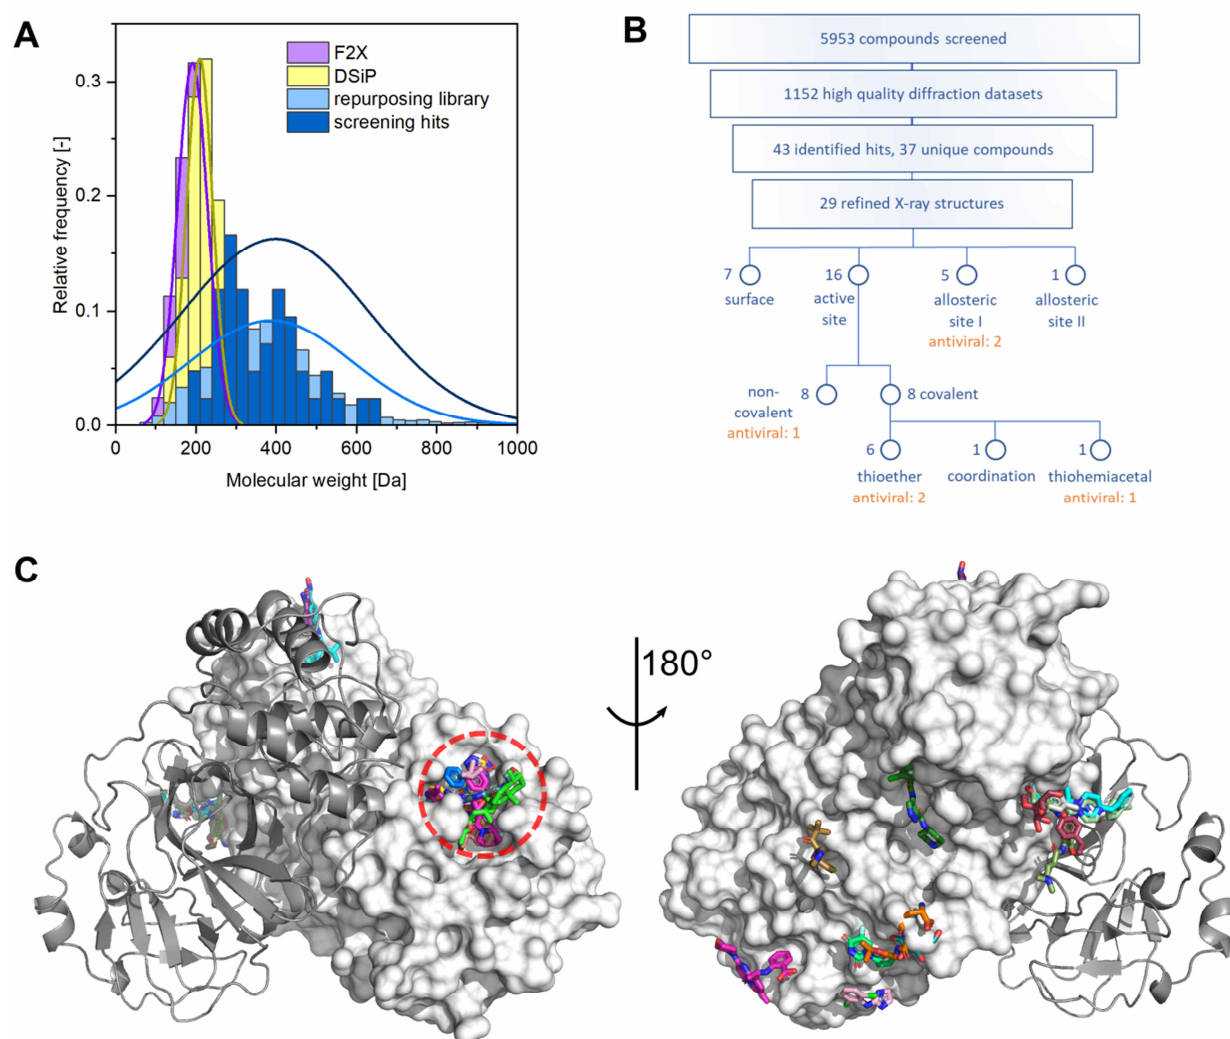 A
F2X
DSiP
repurposing library
screening hits
Relative frequency [-]
0.3
0.2
0.1
0.0
0
200
400
600
800
1000
Molecular weight [Da]
B
5953 compounds screened
1152 high quality diffraction datasets
43 identified hits, 37 unique compounds
29 refined X-ray structures
7
surface
16
active
site
5
allosteric
site I
antiviral: 2
1
allosteric
site II
non-
covalent
antiviral: 1
8
8 covalent
6
thioether
antiviral: 2
1
coordination
1
thiohemiacetal
antiviral: 1
C
180°